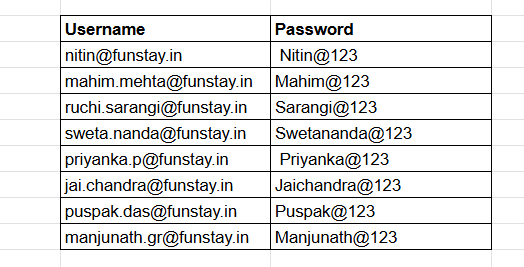 Username Password
nitin@funstay.in Nitin@123
mahim.mehta@funstay.in Mahim@123
ruchi.sarangi@funstay.in Sarangi@123
sweta.nanda@funstay.in Swetananda@123
priyanka.p@funstay.in Priyanka@123
jai.chandra@funstay.in Jaichandra@123
puspak.das@funstay.in Puspak@123
manjunath.gr@funstay.in Manjunath@123